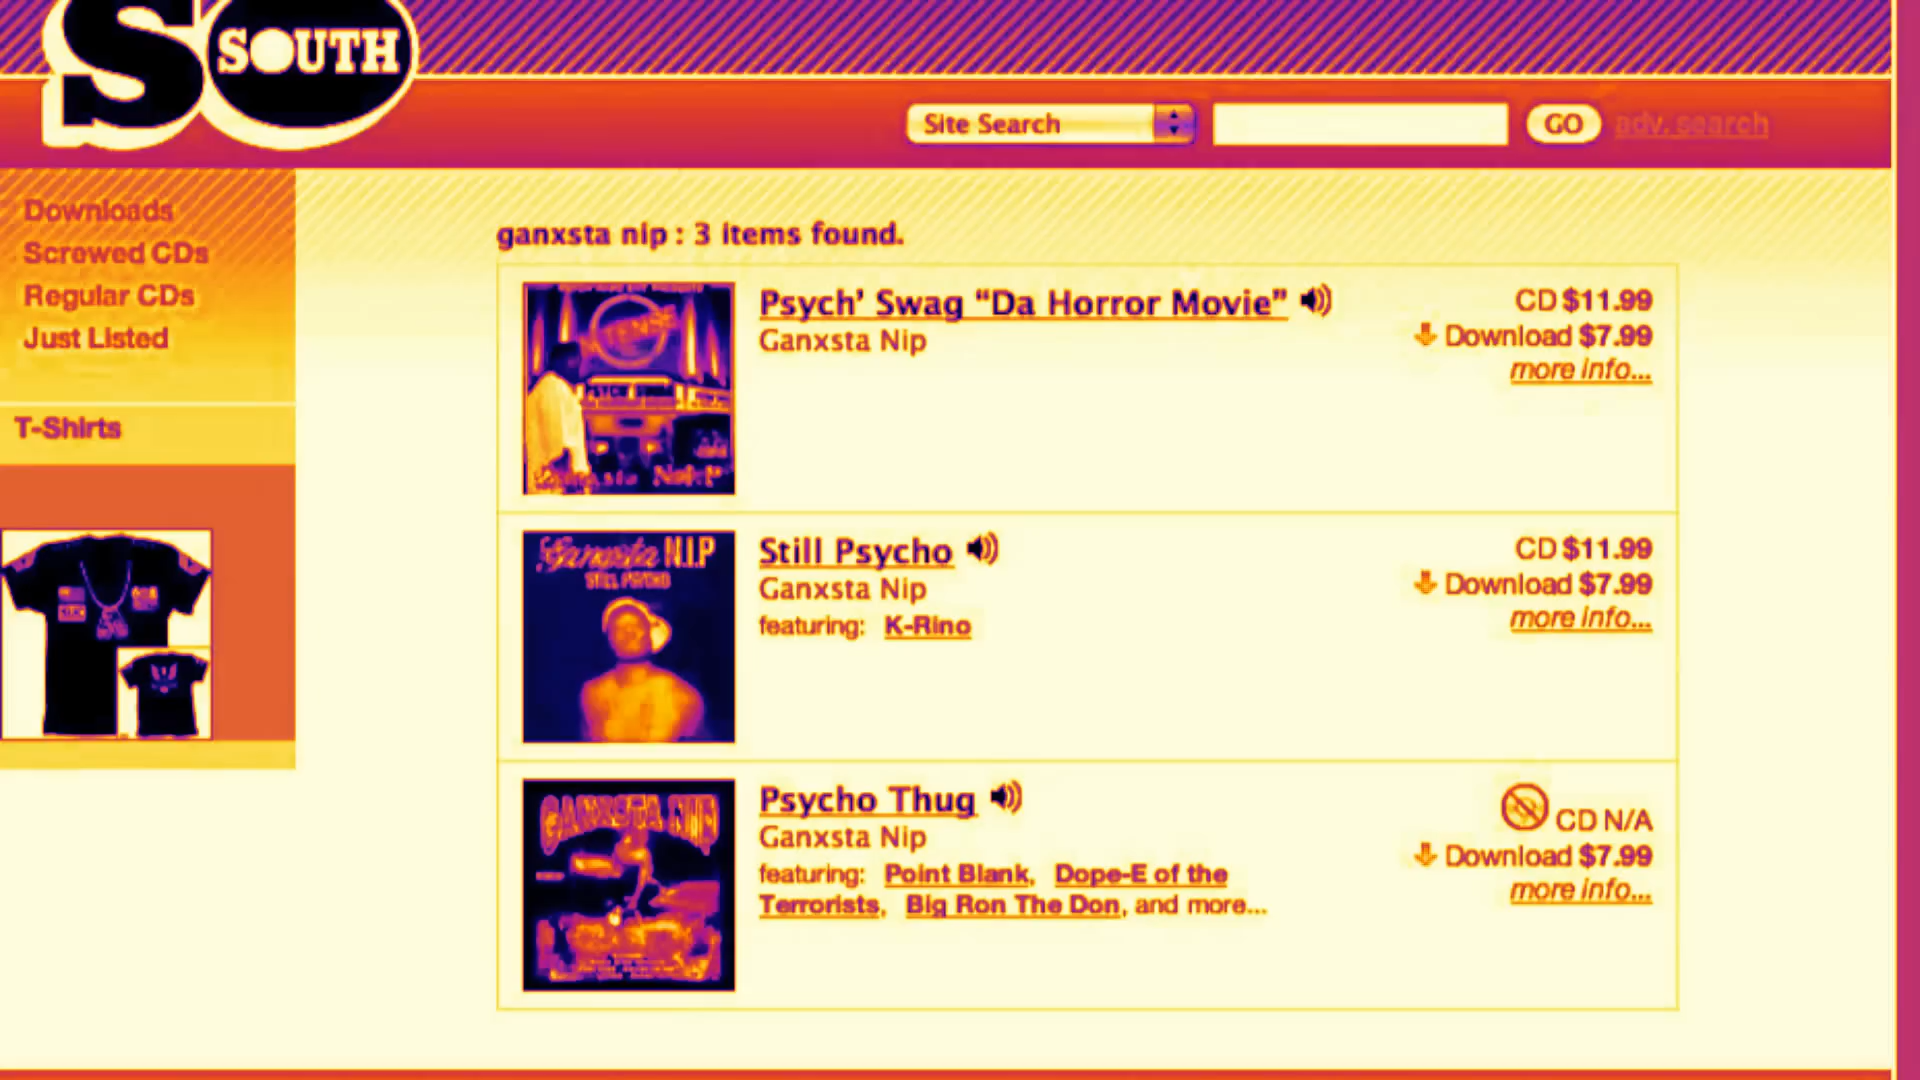 SO SOUTH
Site Search
GO
adv. search
Downloads
Screwed CDs
Regular CDs
Just Listed
T-Shirts
ganxsta nip : 3 items found.
Psych' Swag “Da Horror Movie”
Ganxsta Nip
CD $11.99
Download $7.99
more info...
Ganxsta N.I.P
STILL PSYCHO
Still Psycho
Ganxsta Nip
featuring: K-Rino
CD $11.99
Download $7.99
more info...
GANXSTA NIP
Psycho Thug
Ganxsta Nip
featuring: Point Blank, Dope-E of the
Terrorists, Big Ron The Don, and more...
CD N/A
Download $7.99
more info...